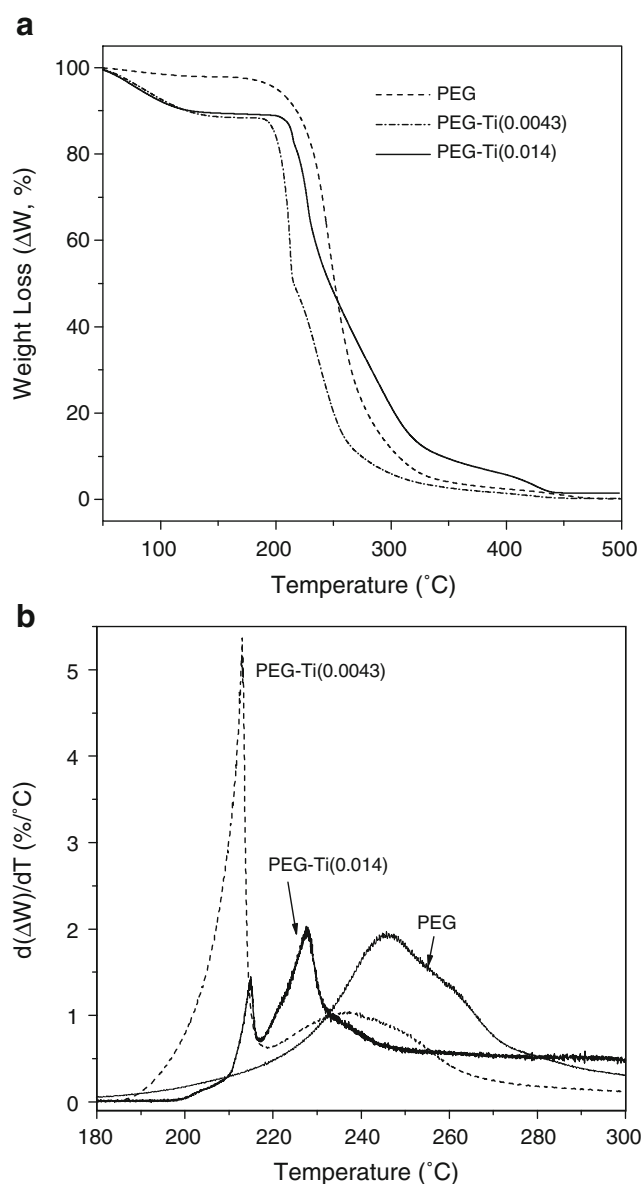 a
100
80
60
40
20
0
Weight Loss (ΔW, %)
PEG
PEG-Ti(0.0043)
PEG-Ti(0.014)
100 200 300 400 500
Temperature (˚C)
b
5
4
3
2
1
0
d(ΔW)/dT (%/˚C)
PEG-Ti(0.0043)
PEG-Ti(0.014)
PEG
180 200 220 240 260 280 300
Temperature (˚C)